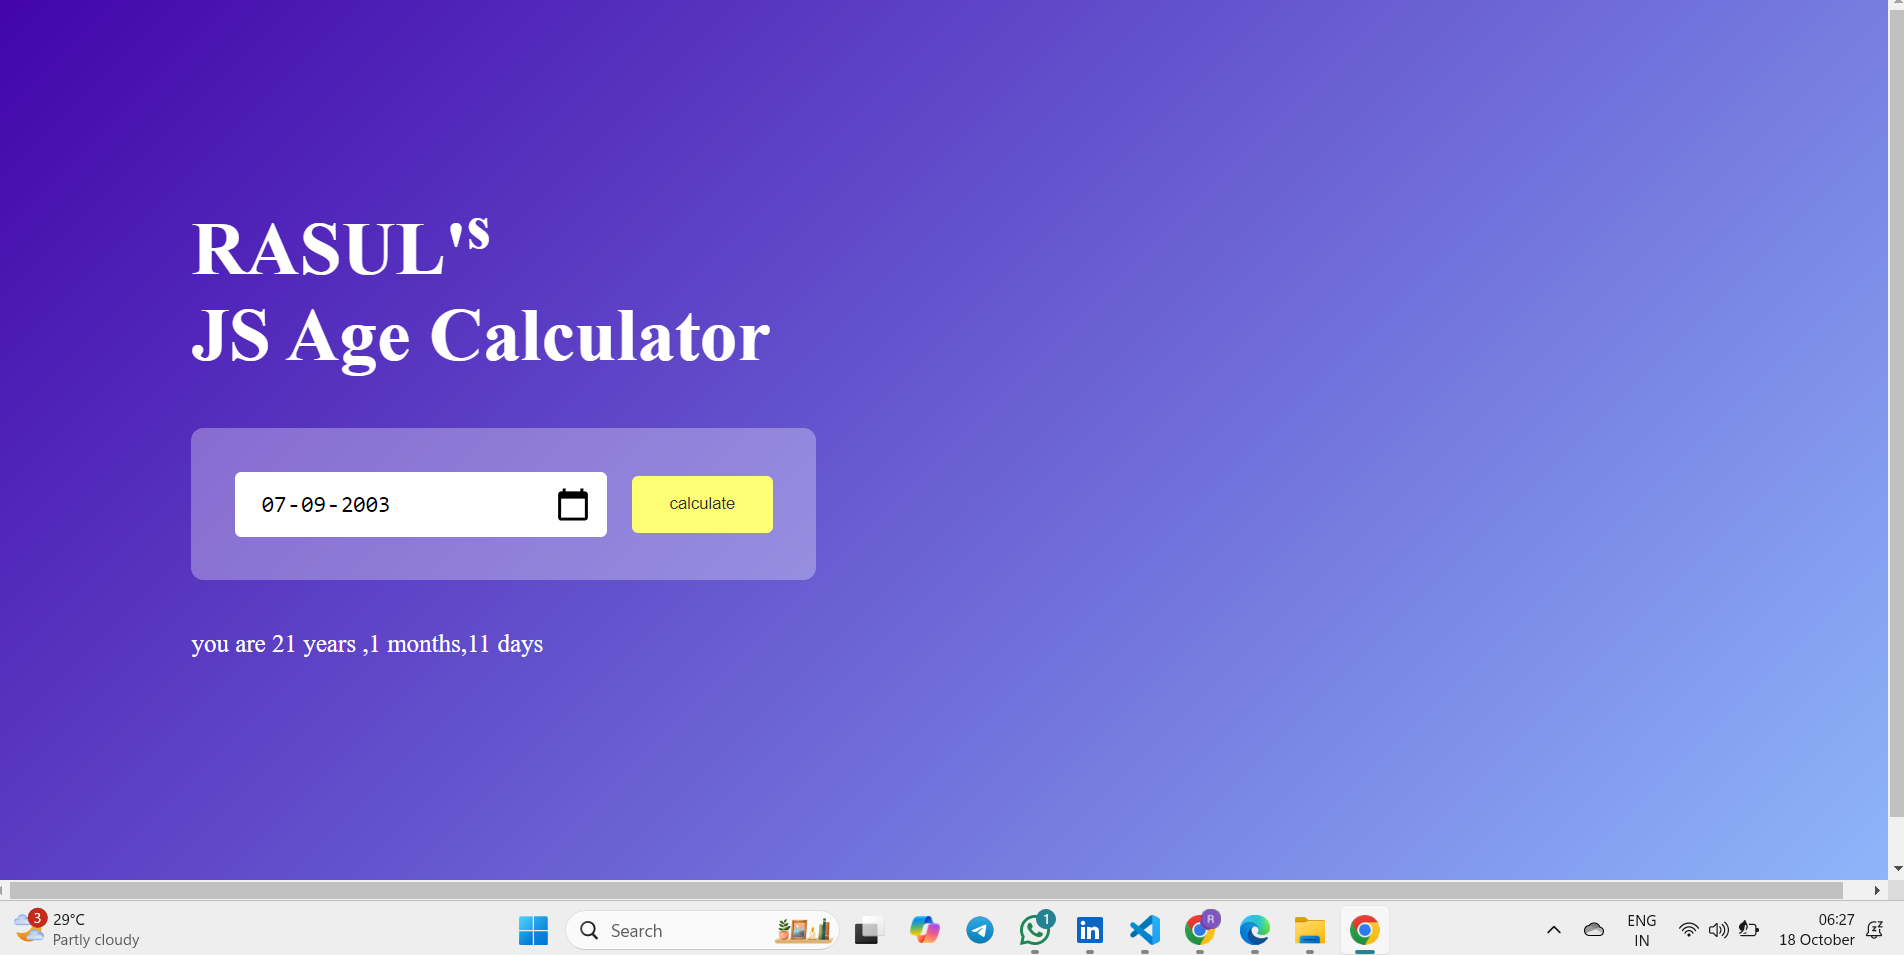 RASUL's
JS Age Calculator
07-09-2003
calculate
you are 21 years ,1 months,11 days
3
29°C
Partly cloudy
Search
1
in
R
ENG
IN
06:27
18 October